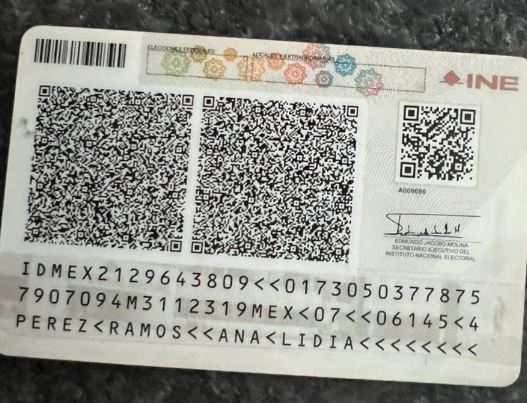 ELECCIONES FEDERALES
LOCALES Y EXTRAORDINARIAS
INE
A009686
EDMUNDO JACOBO MOLINA
SECRETARIO EJECUTIVO DEL
INSTITUTO NACIONAL ELECTORAL
IDMEX2129643809<<0173050377875
7907094M3112319MEX<07<<06145<4
PEREZ<RAMOS<<ANA<LIDIA<<<<<<<<